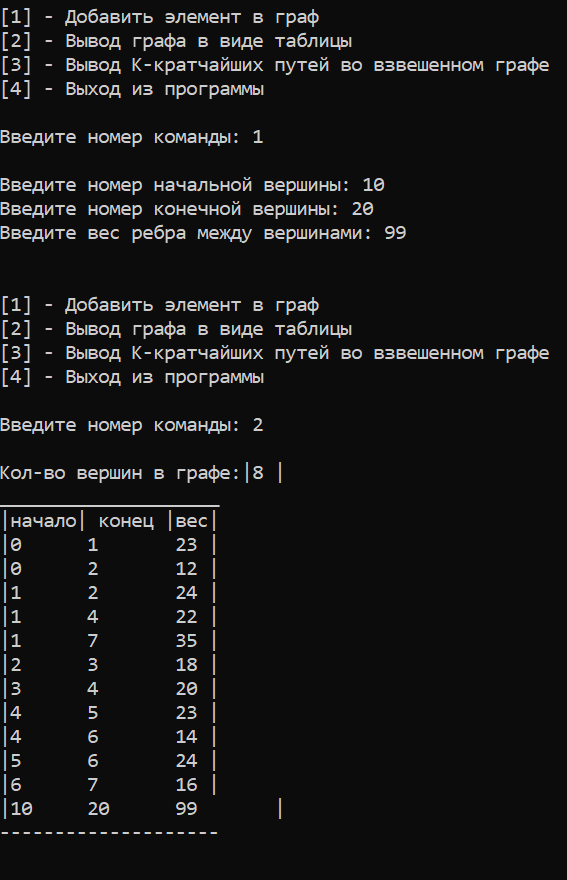 [1] - Добавить элемент в граф
[2] - Вывод графа в виде таблицы
[3] - Вывод К-кратчайших путей во взвешенном графе
[4] - Выход из программы
Введите номер команды: 1
Введите номер начальной вершины: 10
Введите номер конечной вершины: 20
Введите вес ребра между вершинами: 99
[1] - Добавить элемент в граф
[2] - Вывод графа в виде таблицы
[3] - Вывод К-кратчайших путей во взвешенном графе
[4] - Выход из программы
Введите номер команды: 2
Кол-во вершин в графе:|8 |
____________________
|начало| конец |вес|
|0      1       23 |
|0      2       12 |
|1      2       24 |
|1      4       22 |
|1      7       35 |
|2      3       18 |
|3      4       20 |
|4      5       23 |
|4      6       14 |
|5      6       24 |
|6      7       16 |
|10     20      99       |
--------------------